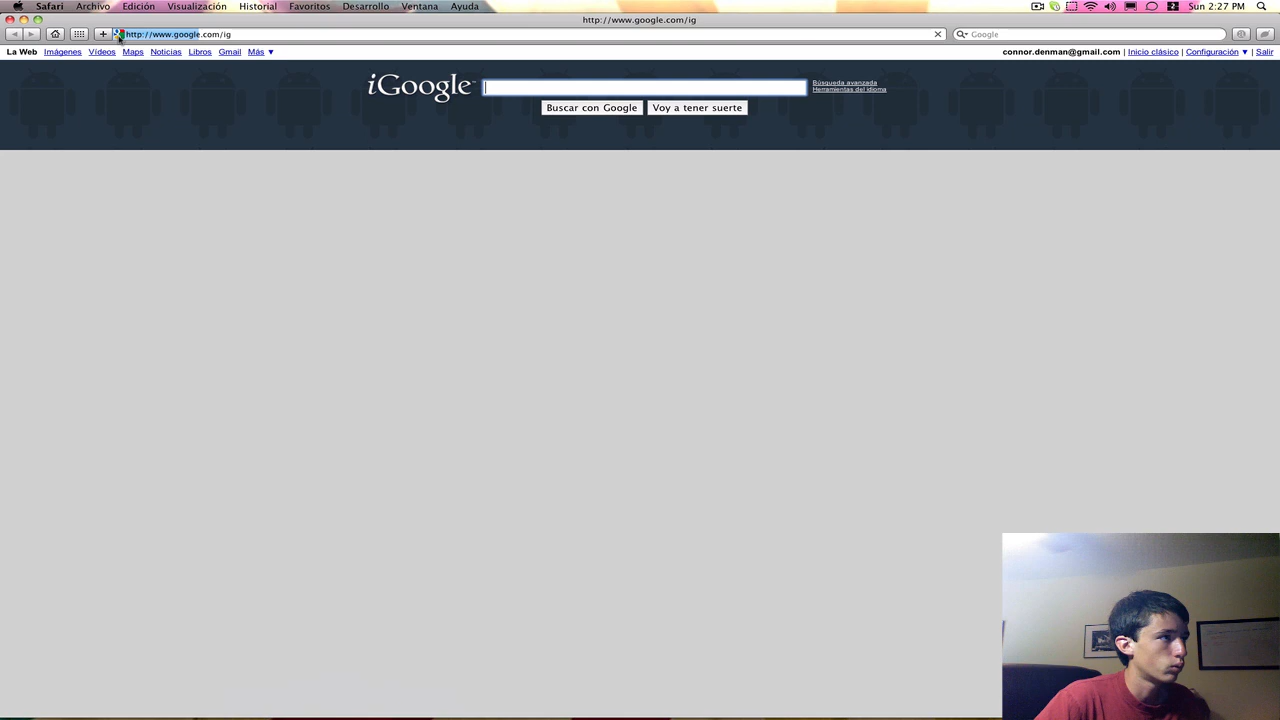 Safari Archivo Edición Visualización Historial Favoritos Desarrollo Ventana Ayuda 2 Sun 2:27 PM
http://www.google.com/ig
http://www.google.com/ig Google
La Web Imágenes Vídeos Maps Noticias Libros Gmail Más ▼ connor.denman@gmail.com | Inicio clásico | Configuración ▼ | Salir
iGoogle™ Búsqueda avanzada
Herramientas del idioma
Buscar con Google Voy a tener suerte